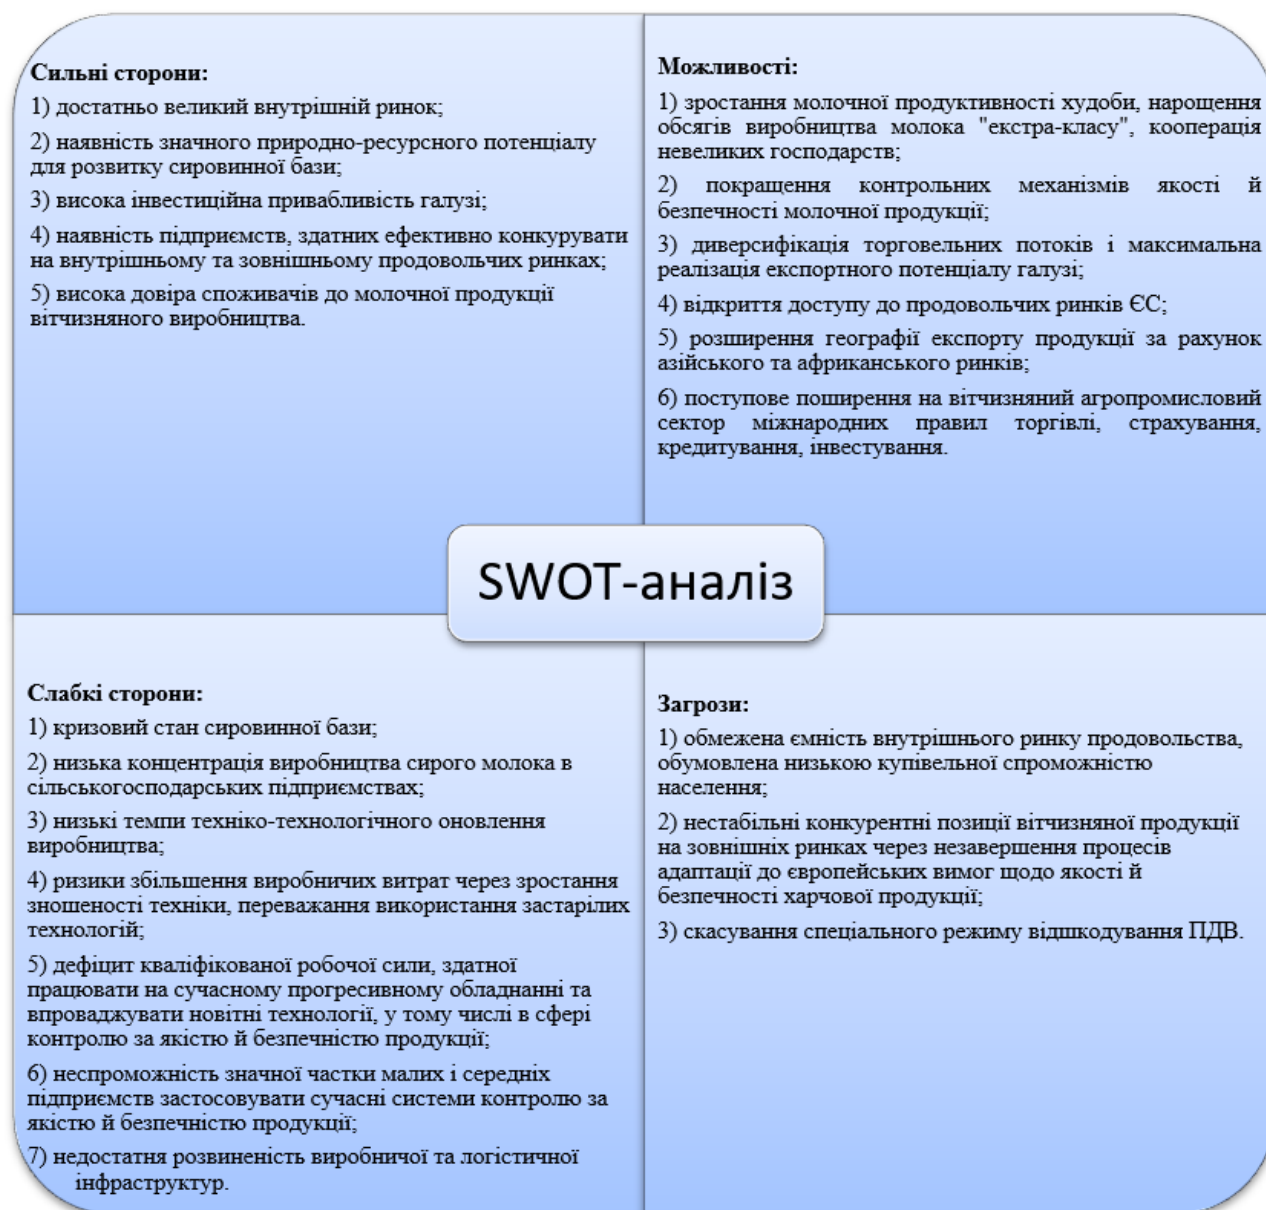 Сильні сторони:
1) достатньо великий внутрішній ринок;
2) наявність значного природно-ресурсного потенціалу
для розвитку сировинної бази;
3) висока інвестиційна привабливість галузі;
4) наявність підприємств, здатних ефективно конкурувати
на внутрішньому та зовнішньому продовольчих ринках;
5) висока довіра споживачів до молочної продукції
вітчизняного виробництва.
Можливості:
1) зростання молочної продуктивності худоби, нарощення
обсягів виробництва молока "екстра-класу", кооперація
невеликих господарств;
2) покращення контрольних механізмів якості й
безпечності молочної продукції;
3) диверсифікація торговельних потоків і максимальна
реалізація експортного потенціалу галузі;
4) відкриття доступу до продовольчих ринків ЄС;
5) розширення географії експорту продукції за рахунок
азійського та африканського ринків;
6) поступове поширення на вітчизняний агропромисловий
сектор міжнародних правил торгівлі, страхування,
кредитування, інвестування.
SWOT-аналіз
Слабкі сторони:
1) кризовий стан сировинної бази;
2) низька концентрація виробництва сирого молока в
сільськогосподарських підприємствах;
3) низькі темпи техніко-технологічного оновлення
виробництва;
4) ризики збільшення виробничих витрат через зростання
зношеності техніки, переважання використання застарілих
технологій;
5) дефіцит кваліфікованої робочої сили, здатної
працювати на сучасному прогресивному обладнанні та
впроваджувати новітні технології, у тому числі в сфері
контролю за якістю й безпечністю продукції;
6) неспроможність значної частки малих і середніх
підприємств застосовувати сучасні системи контролю за
якістю й безпечністю продукції;
7) недостатня розвиненість виробничої та логістичної
інфраструктур.
Загрози:
1) обмежена ємність внутрішнього ринку продовольства,
обумовлена низькою купівельної спроможністю
населення;
2) нестабільні конкурентні позиції вітчизняної продукції
на зовнішніх ринках через незавершення процесів
адаптації до європейських вимог щодо якості й
безпечності харчової продукції;
3) скасування спеціального режиму відшкодування ПДВ.